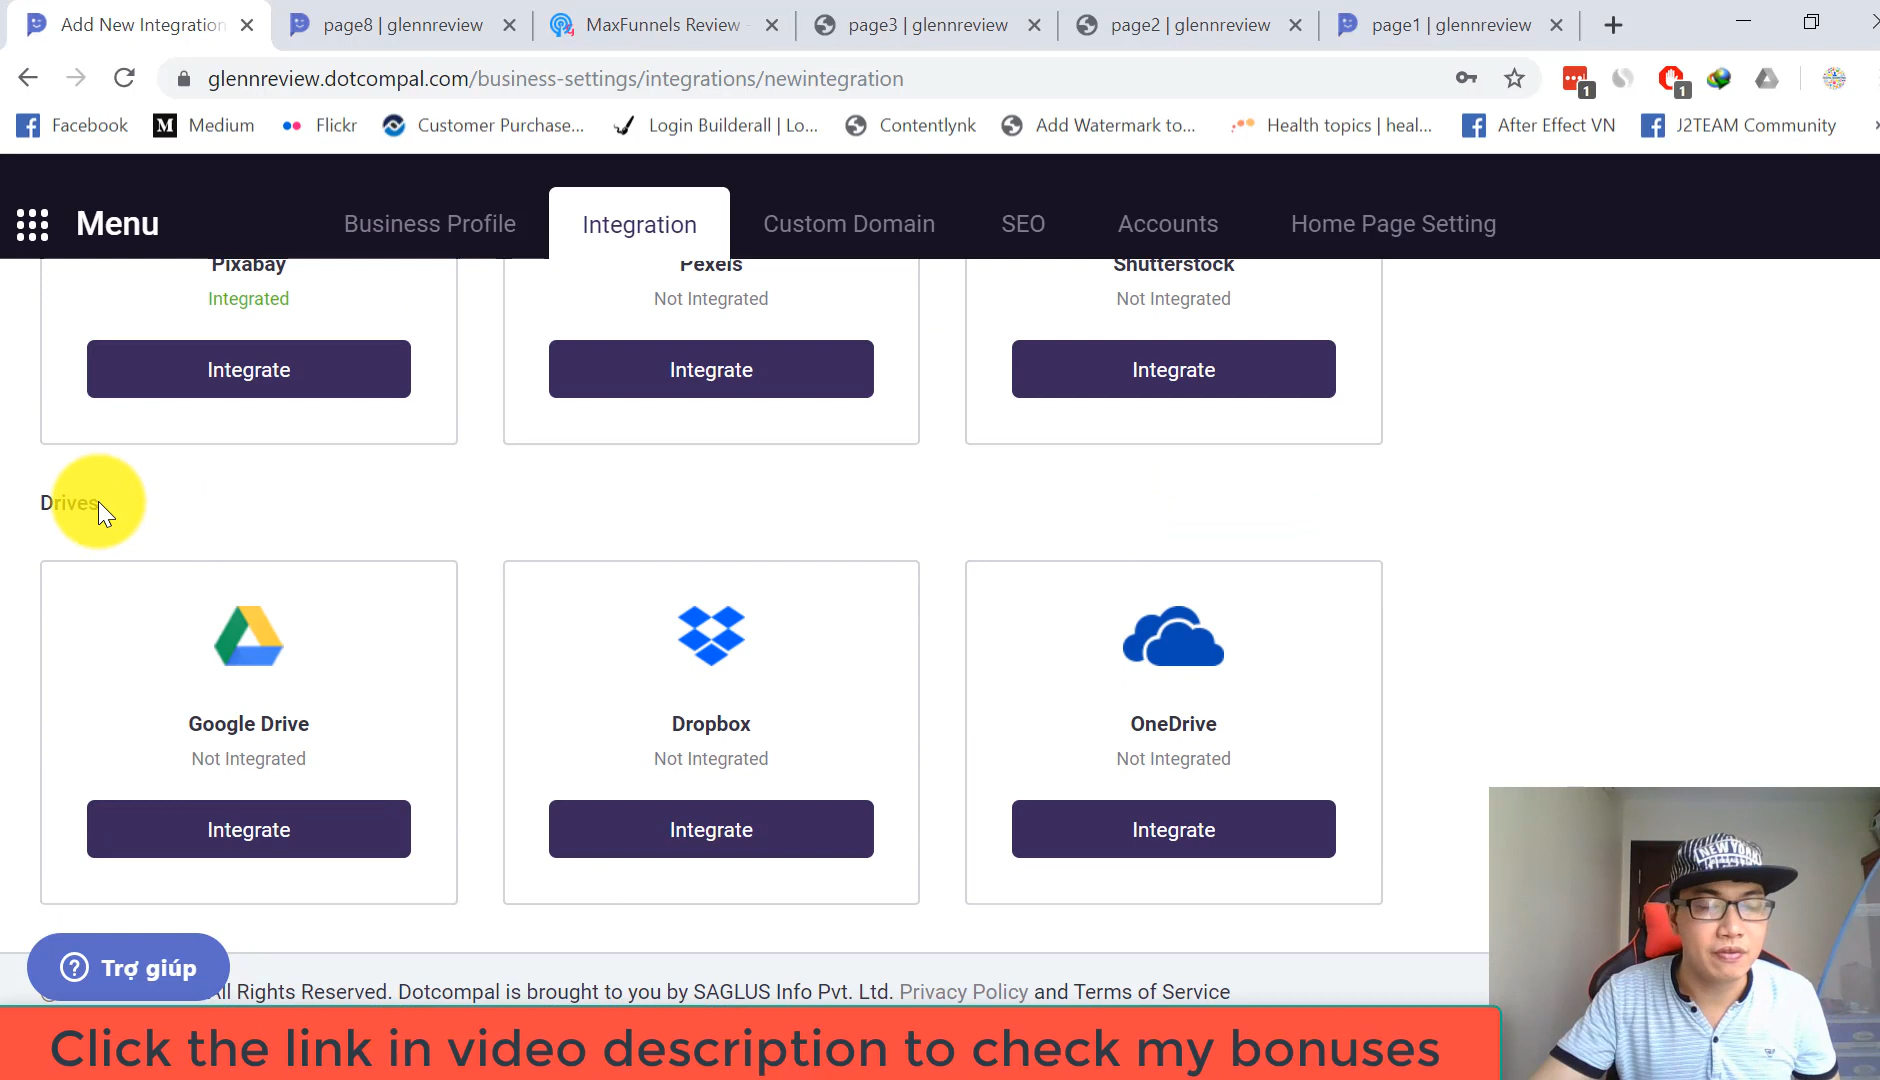 Add New Integration
page8 | glennreview
MaxFunnels Review
page3 | glennreview
page2 | glennreview
page1 | glennreview
glennreview.dotcompal.com/business-settings/integrations/newintegration
1
1
Facebook
Medium
Flickr
Customer Purchase...
Login Builderall | Lo...
Contentlynk
Add Watermark to...
Health topics | heal...
After Effect VN
J2TEAM Community
Menu
Business Profile
Integration
Custom Domain
SEO
Accounts
Home Page Setting
Pixabay
Integrated
Integrate
Pexels
Not Integrated
Integrate
Shutterstock
Not Integrated
Integrate
Drives
Google Drive
Not Integrated
Integrate
Dropbox
Not Integrated
Integrate
OneDrive
Not Integrated
Integrate
Trợ giúp
All Rights Reserved. Dotcompal is brought to you by SAGLUS Info Pvt. Ltd. Privacy Policy and Terms of Service
NEW YORK
Click the link in video description to check my bonuses